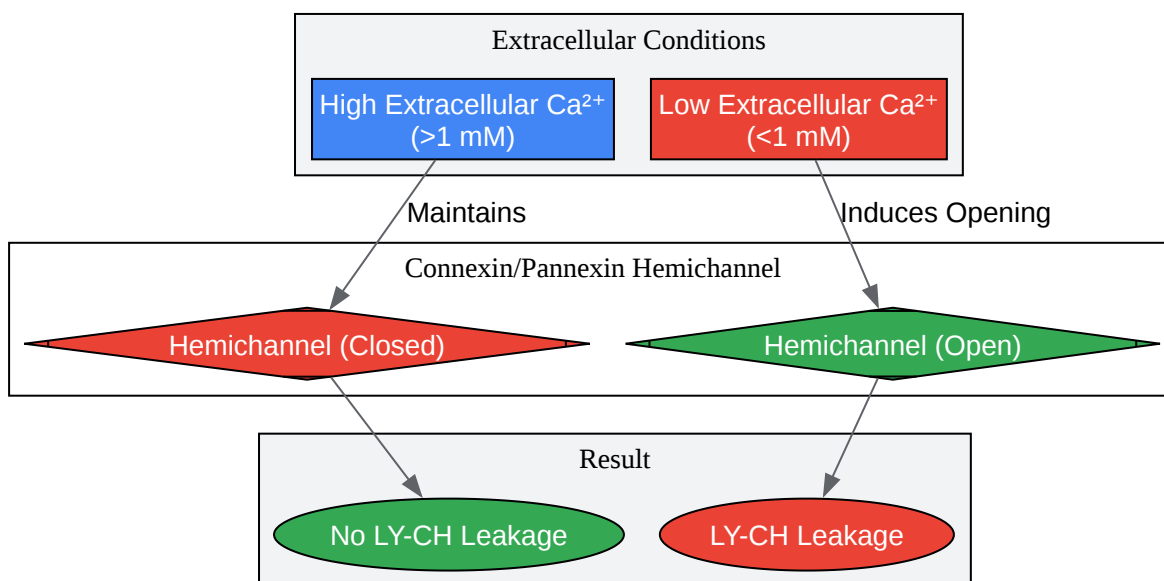 Extracellular Conditions
High Extracellular Ca²⁺
(>1 mM)
Low Extracellular Ca²⁺
(<1 mM)
Maintains
Induces Opening
Connexin/Pannexin Hemichannel
Hemichannel (Closed)
Hemichannel (Open)
Result
No LY-CH Leakage
LY-CH Leakage